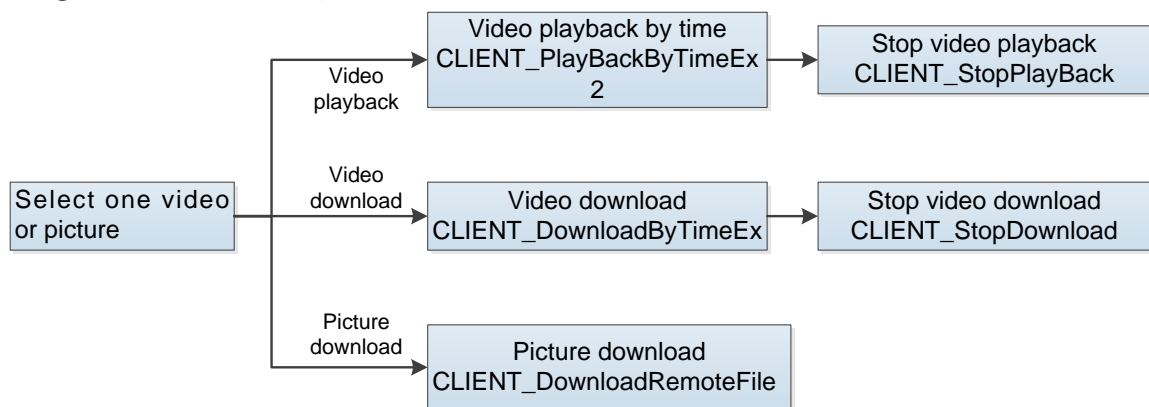 Video playback by time
CLIENT_PlayBackByTimeEx
2
Stop video playback
CLIENT_StopPlayBack
Video
playback
Select one video
or picture
Video
download
Video download
CLIENT_DownloadByTimeEx
Stop video download
CLIENT_StopDownload
Picture
download
Picture download
CLIENT_DownloadRemoteFile